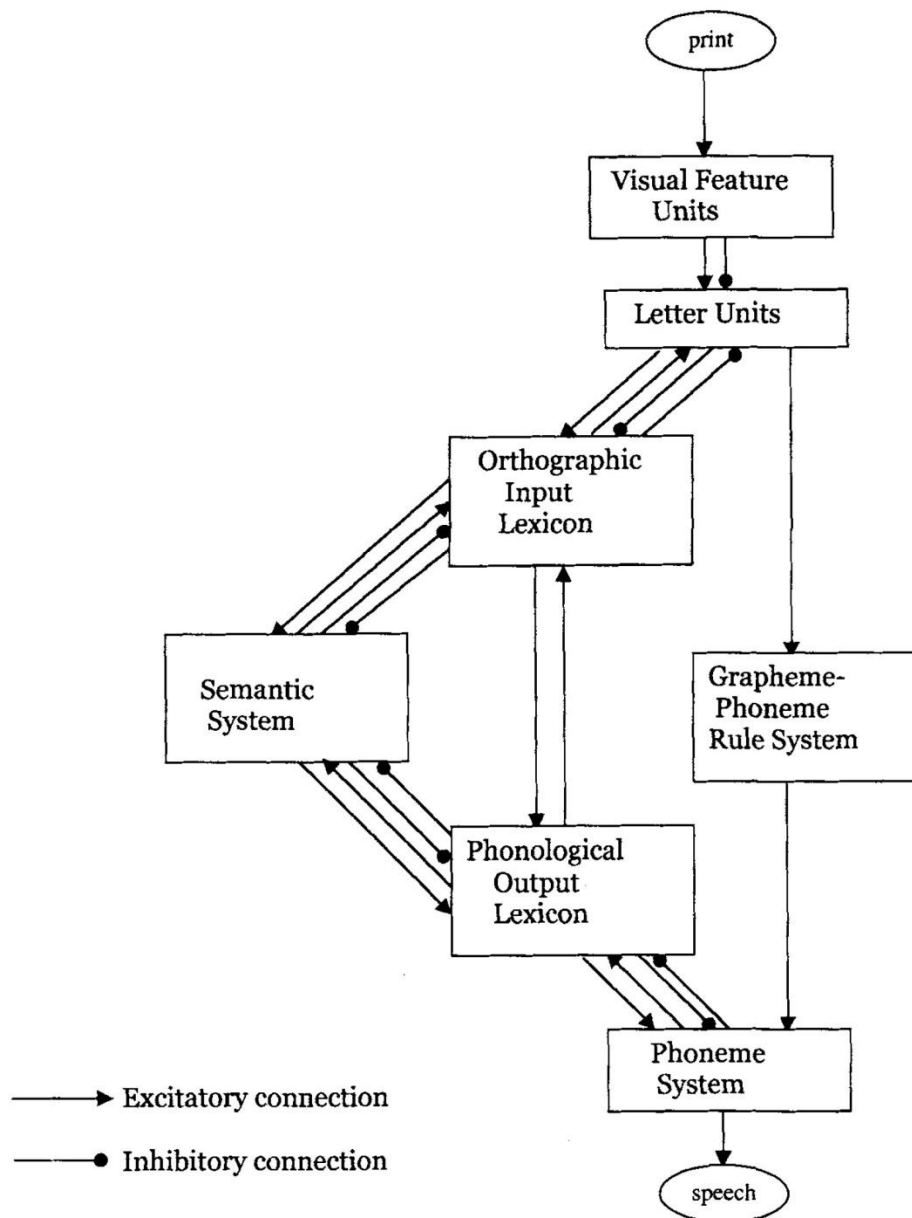 print
Visual Feature
Units
Letter Units
Orthographic
Input
Lexicon
Semantic
System
Grapheme-
Phoneme
Rule System
Phonological
Output
Lexicon
Phoneme
System
Excitatory connection
Inhibitory connection
speech